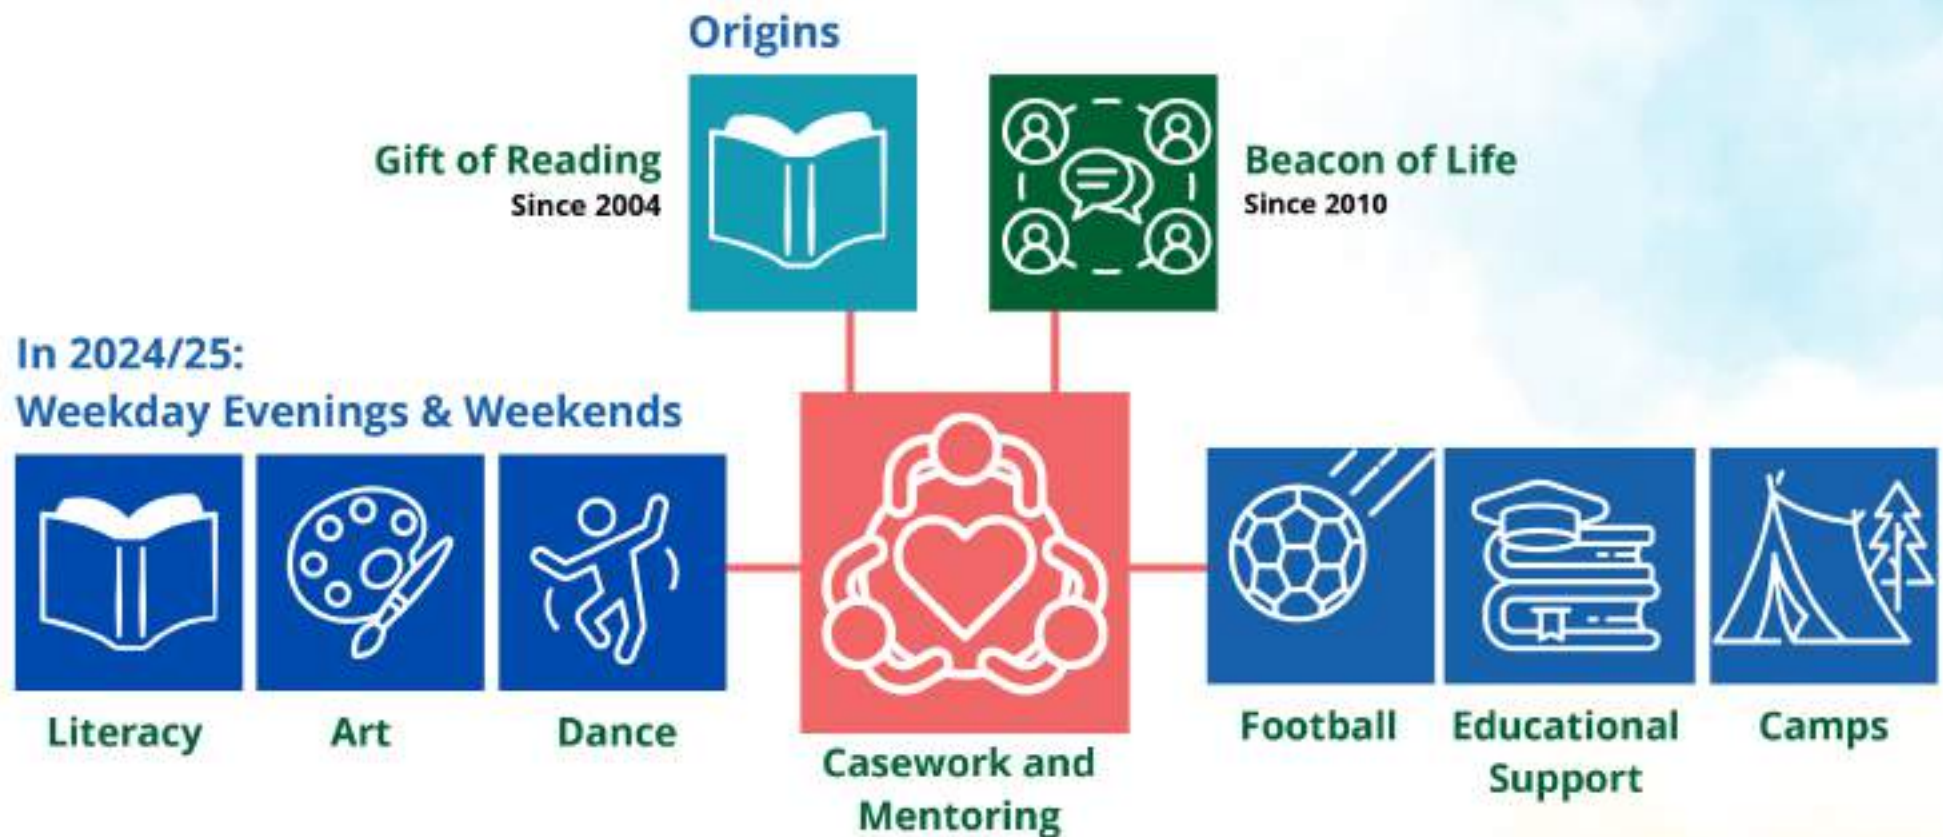 Origins
Gift of Reading
Since 2004
Beacon of Life
Since 2010
In 2024/25:
Weekday Evenings & Weekends
Literacy
Art
Dance
Casework and
Mentoring
Football
Educational
Support
Camps